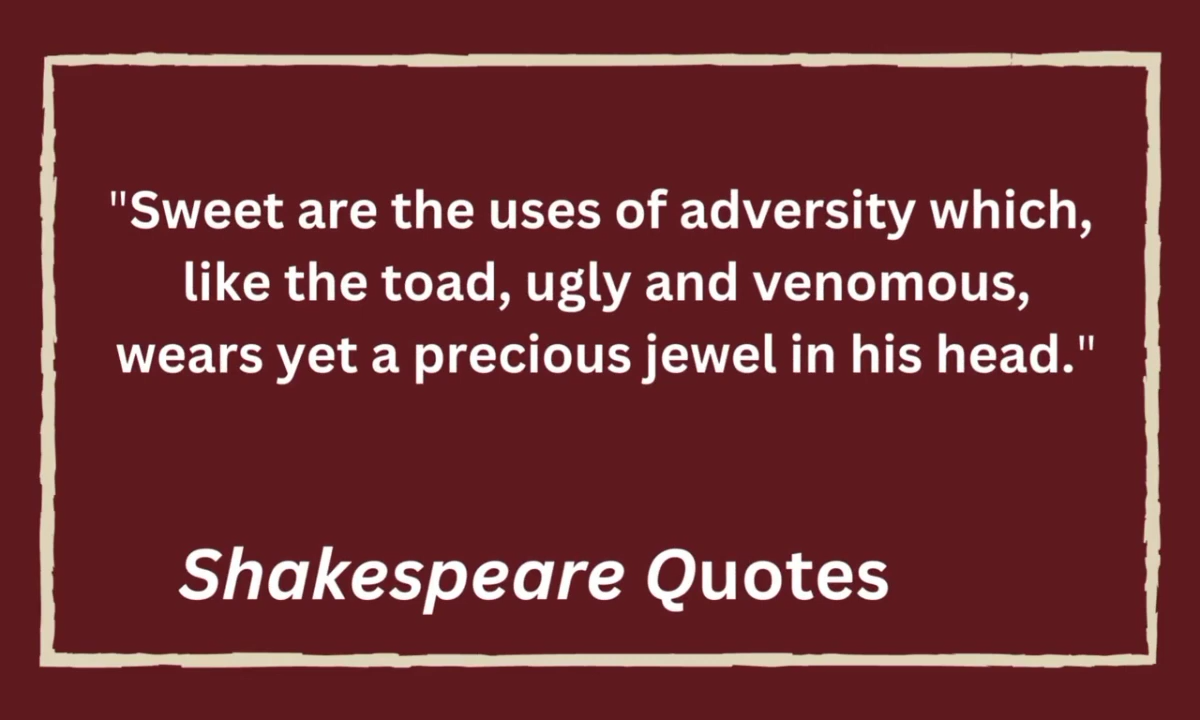 "Sweet are the uses of adversity which,
like the toad, ugly and venomous,
wears yet a precious jewel in his head."
Shakespeare Quotes